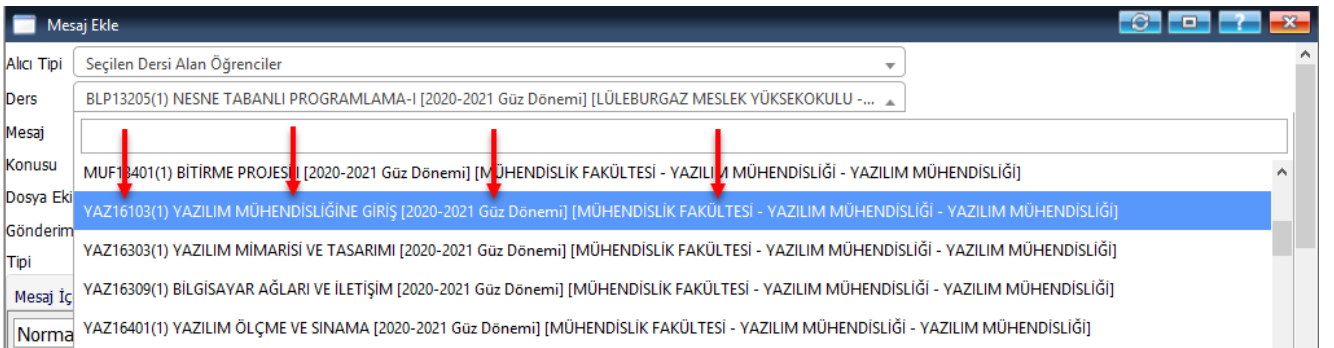 Mesaj Ekle
Alıcı Tipi Seçilen Dersi Alan Öğrenciler
Ders BLP13205(1) NESNE TABANLI PROGRAMLAMA-I [2020-2021 Güz Dönemi] [LÜLEBURGAZ MESLEK YÜKSEKOKULU -...
Mesaj
Konusu
MUF13401(1) BİTİRME PROJESİ [2020-2021 Güz Dönemi] [MÜHENDİSLİK FAKÜLTESİ - YAZILIM MÜHENDİSLİĞİ - YAZILIM MÜHENDİSLİĞİ]
Dosya Eki
YAZ16103(1) YAZILIM MÜHENDİSLİĞİNE GİRİŞ [2020-2021 Güz Dönemi] [MÜHENDİSLİK FAKÜLTESİ - YAZILIM MÜHENDİSLİĞİ - YAZILIM MÜHENDİSLİĞİ]
Gönderim
Tipi
YAZ16303(1) YAZILIM MİMARİSİ VE TASARIMI [2020-2021 Güz Dönemi] [MÜHENDİSLİK FAKÜLTESİ - YAZILIM MÜHENDİSLİĞİ - YAZILIM MÜHENDİSLİĞİ]
Mesaj İç
YAZ16309(1) BİLGİSAYAR AĞLARI VE İLETİŞİM [2020-2021 Güz Dönemi] [MÜHENDİSLİK FAKÜLTESİ - YAZILIM MÜHENDİSLİĞİ - YAZILIM MÜHENDİSLİĞİ]
Norma
YAZ16401(1) YAZILIM ÖLÇME VE SINAMA [2020-2021 Güz Dönemi] [MÜHENDİSLİK FAKÜLTESİ - YAZILIM MÜHENDİSLİĞİ - YAZILIM MÜHENDİSLİĞİ]